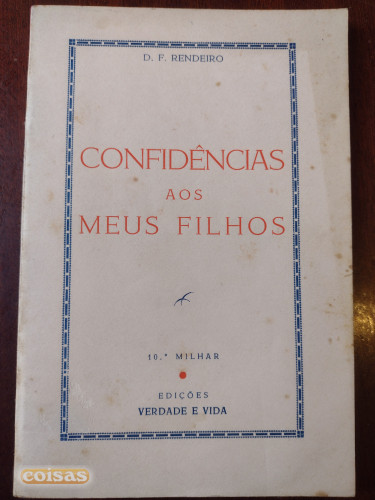 D. F. RENDEIRO
CONFIDÊNCIAS
AOS
MEUS FILHOS
10.º MILHAR
EDIÇÕES
VERDADE E VIDA
coisas